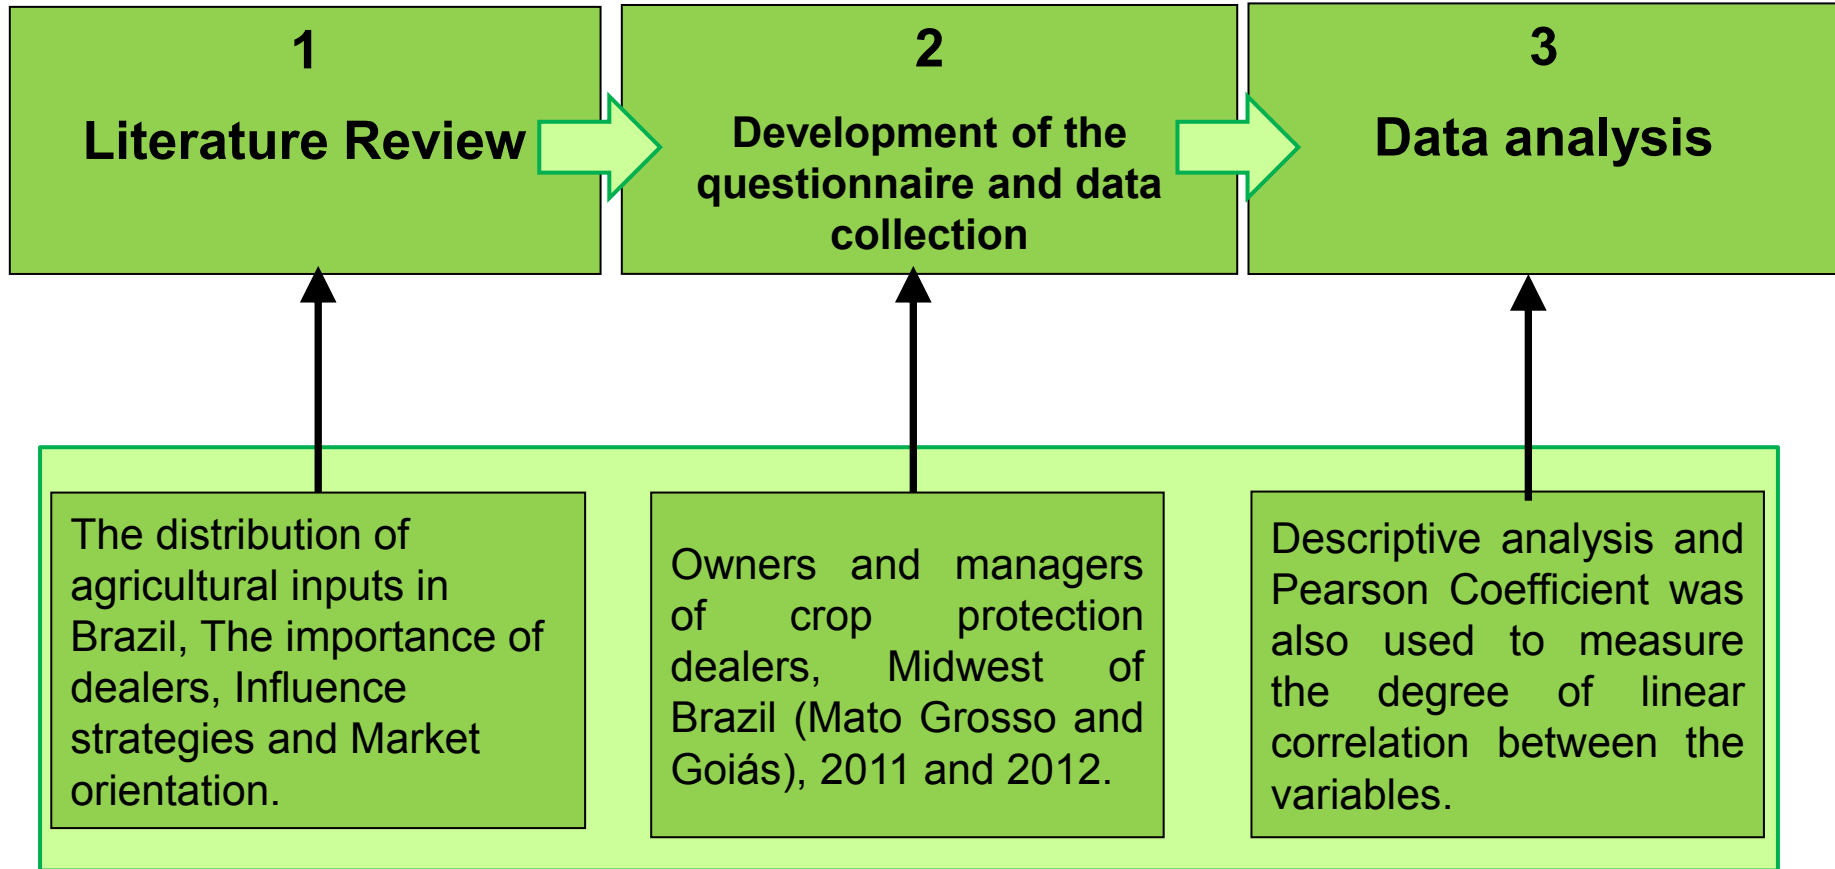 1
Literature Review
2
Development of the
questionnaire and data
collection
3
Data analysis
The distribution of
agricultural inputs in
Brazil, The importance of
dealers, Influence
strategies and Market
orientation.
Owners and managers
of crop protection
dealers, Midwest of
Brazil (Mato Grosso and
Goiás), 2011 and 2012.
Descriptive analysis and
Pearson Coefficient was
also used to measure
the degree of linear
correlation between the
variables.